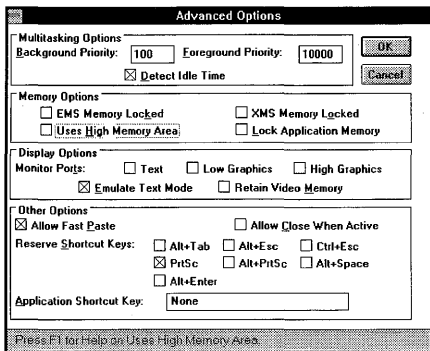 Advanced Options
Multitasking Options
Background Priority: 100 Foreground Priority: 10000
Detect Idle Time
OK
Cancel
Memory Options
EMS Memory Locked XMS Memory Locked
Uses High Memory Area Lock Application Memory
Display Options
Monitor Ports: Text Low Graphics High Graphics
Emulate Text Mode Retain Video Memory
Other Options
Allow Fast Paste Allow Close When Active
Reserve Shortcut Keys: Alt+Tab Alt+Esc Ctrl+Esc
PrtSc Alt+PrtSc Alt+Space
Alt+Enter
Application Shortcut Key: None
Press F1 for Help on Uses High Memory Area.